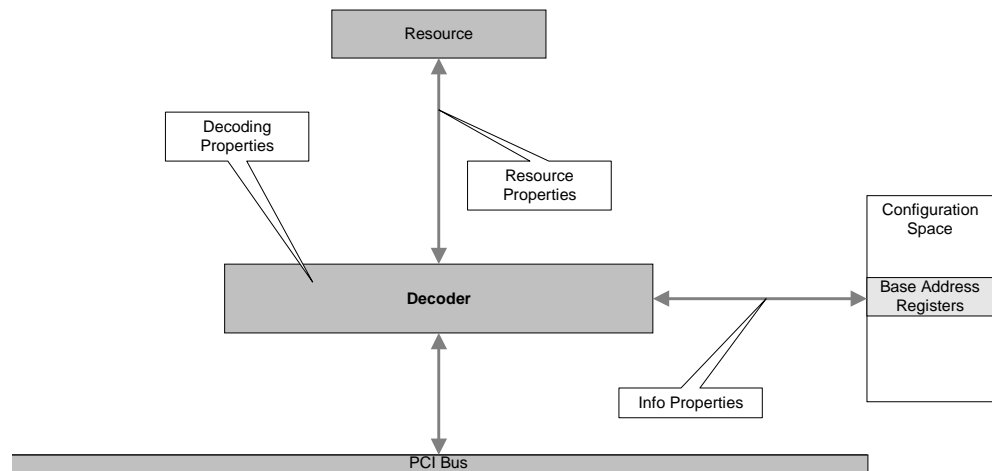 Resource
Decoding
Properties
Resource
Properties
Configuration
Space
Decoder
Base Address
Registers
Info Properties
PCI Bus